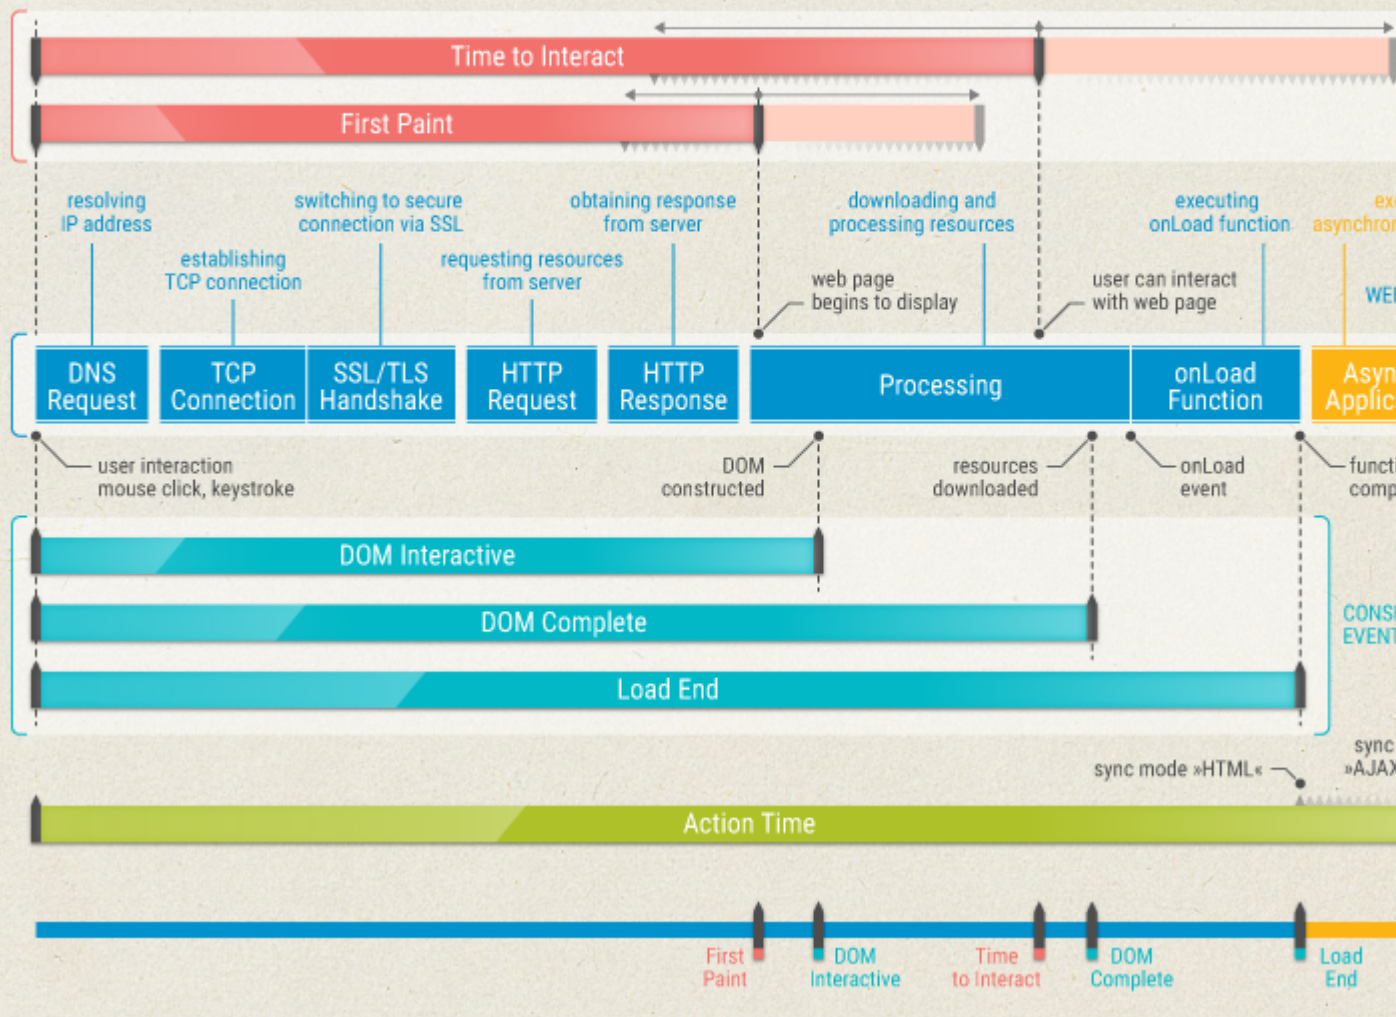 Time to Interact
First Paint
resolving
IP address
switching to secure
connection via SSL
obtaining response
from server
downloading and
processing resources
executing
onLoad function
establishing
TCP connection
requesting resources
from server
web page
begins to display
user can interact
with web page
DNS
Request
TCP
Connection
SSL/TLS
Handshake
HTTP
Request
HTTP
Response
Processing
onLoad
Function
user interaction
mouse click, keystroke
DOM
constructed
resources
downloaded
onLoad
event
DOM Interactive
DOM Complete
Load End
sync mode »HTML«
sync
»AJAX
Action Time
First
Paint
DOM
Interactive
Time
to Interact
DOM
Complete
Load
End